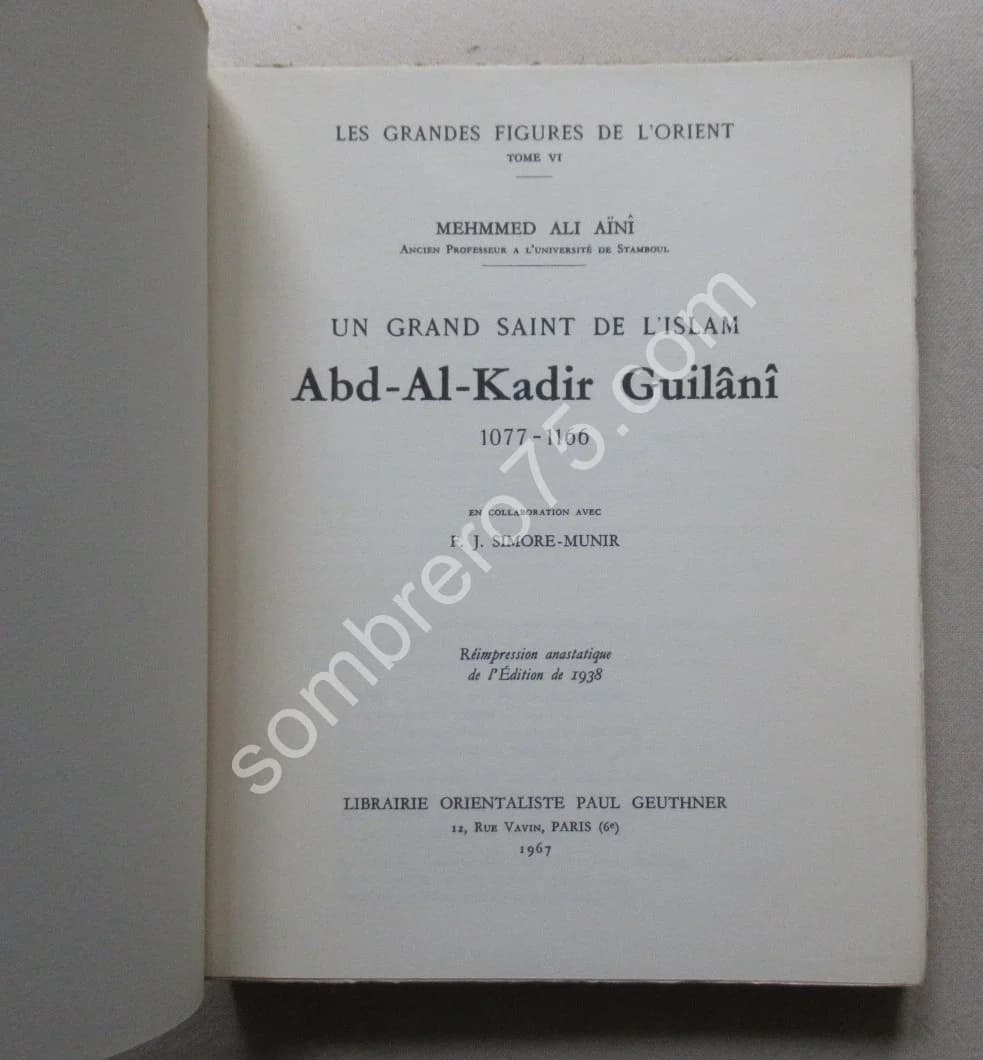 LES GRANDES FIGURES DE L'ORIENT
TOME VI
MEHMMED ALI AÏNÎ
ANCIEN PROFESSEUR A L'UNIVERSITÉ DE STAMBOUL
UN GRAND SAINT DE L'ISLAM
Abd-Al-Kadir Guilânî
1077-1166
EN COLLABORATION AVEC
J. SIMORE-MUNIR
Réimpression anastatique
de l'Édition de 1938
LIBRAIRIE ORIENTALISTE PAUL GEUTHNER
12, RUE VAVIN, PARIS (6e)
1967
sombrero75.com